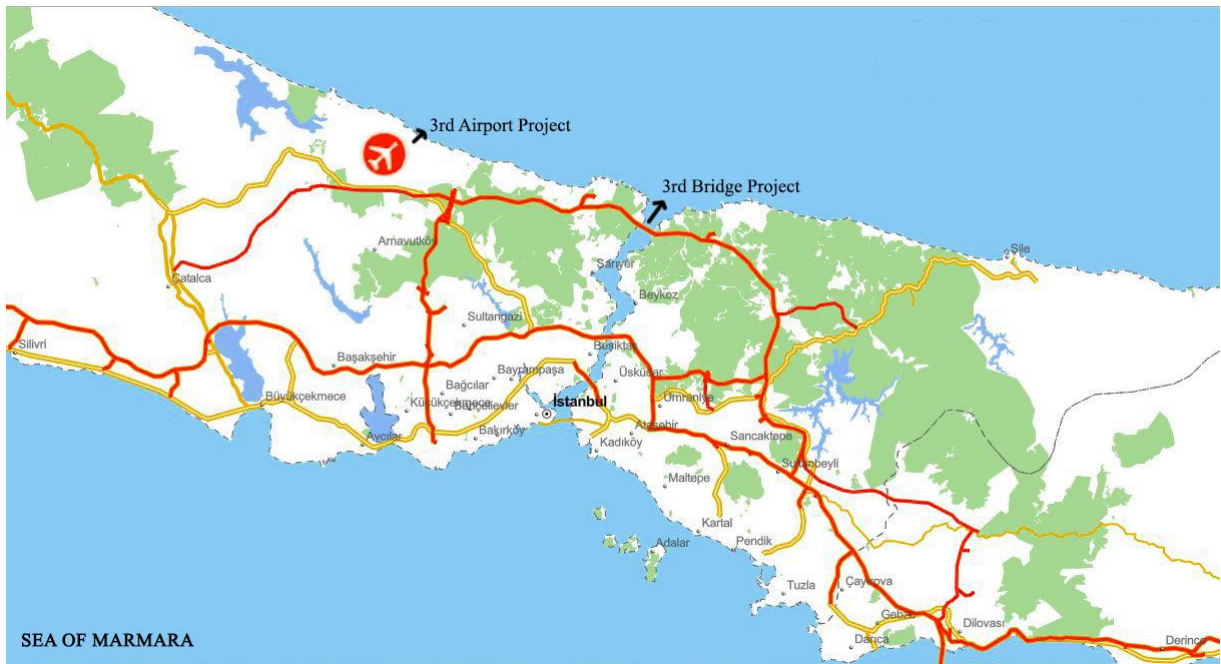 3rd Airport Project
3rd Bridge Project
Arnavutköy
Sarıyer
Şile
Çatalca
Beykoz
Sultangazi
Silivri
Başakşehir
Beşiktaş
Bayrampaşa
Üsküdar
Bağcılar
Büyükçekmece
Küçükçekmece
Bahçelievler
İstanbul
Ümraniye
Avcılar
Bakırköy
Ataşehir
Kadıköy
Sancaktepe
Sultanbeyli
Maltepe
Kartal
Pendik
Adalar
Tuzla
Çayırova
Gebze
Dilovası
Darıca
Derince
SEA OF MARMARA